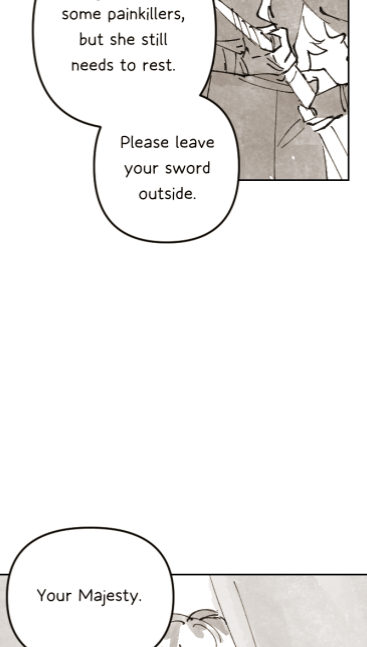 some painkillers,
but she still
needs to rest.
Please leave
your sword
outside.
Your Majesty.